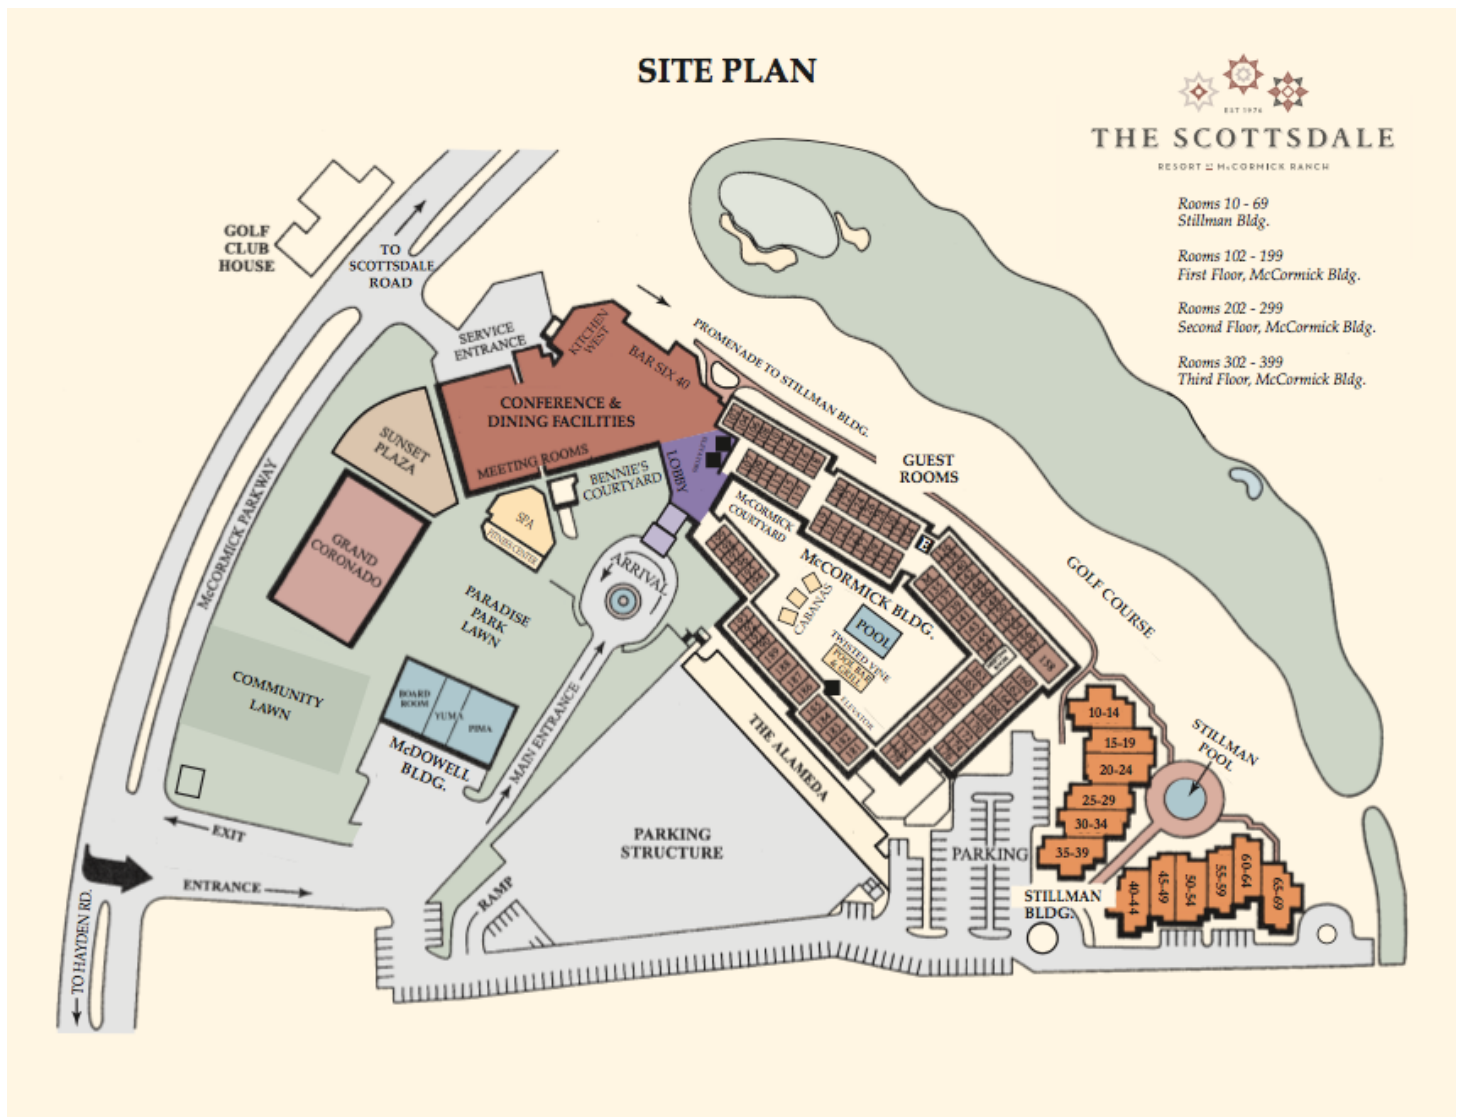 SITE PLAN
EST 1976
THE SCOTTSDALE
RESORT AT McCORMICK RANCH
Rooms 10 - 69
Stillman Bldg.
Rooms 102 - 199
First Floor, McCormick Bldg.
Rooms 202 - 299
Second Floor, McCormick Bldg.
Rooms 302 - 399
Third Floor, McCormick Bldg.
GOLF
CLUB
HOUSE
TO
SCOTTSDALE
ROAD
SERVICE
ENTRANCE
KITCHEN
WEST
BAR SIX 40
PROMENADE TO STILLMAN BLDG.
CONFERENCE &
DINING FACILITIES
MEETING ROOMS
SUNSET
PLAZA
BENNIE'S
COURTYARD
LOBBY
ELEVATORS
GUEST
ROOMS
McCORMICK
COURTYARD
McCORMICK PARKWAY
GRAND
CORONADO
SPA
FITNESS CENTER
ARRIVAL
E
McCORMICK BLDG.
CABANAS
POOL
TWISTED VINE
POOL BAR
& GRILL
ELEVATOR
GOLF COURSE
158
188
187
186
PARADISE
PARK
LAWN
COMMUNITY
LAWN
BOARD
ROOM
YUMA
PIMA
McDOWELL
BLDG.
MAIN ENTRANCE
THE ALAMEDA
PARKING
STRUCTURE
10-14
15-19
20-24
25-29
30-34
35-39
40-44
45-49
50-54
55-59
60-64
65-69
STILLMAN
POOL
PARKING
STILLMAN
BLDG.
EXIT
ENTRANCE
RAMP
TO HAYDEN RD.